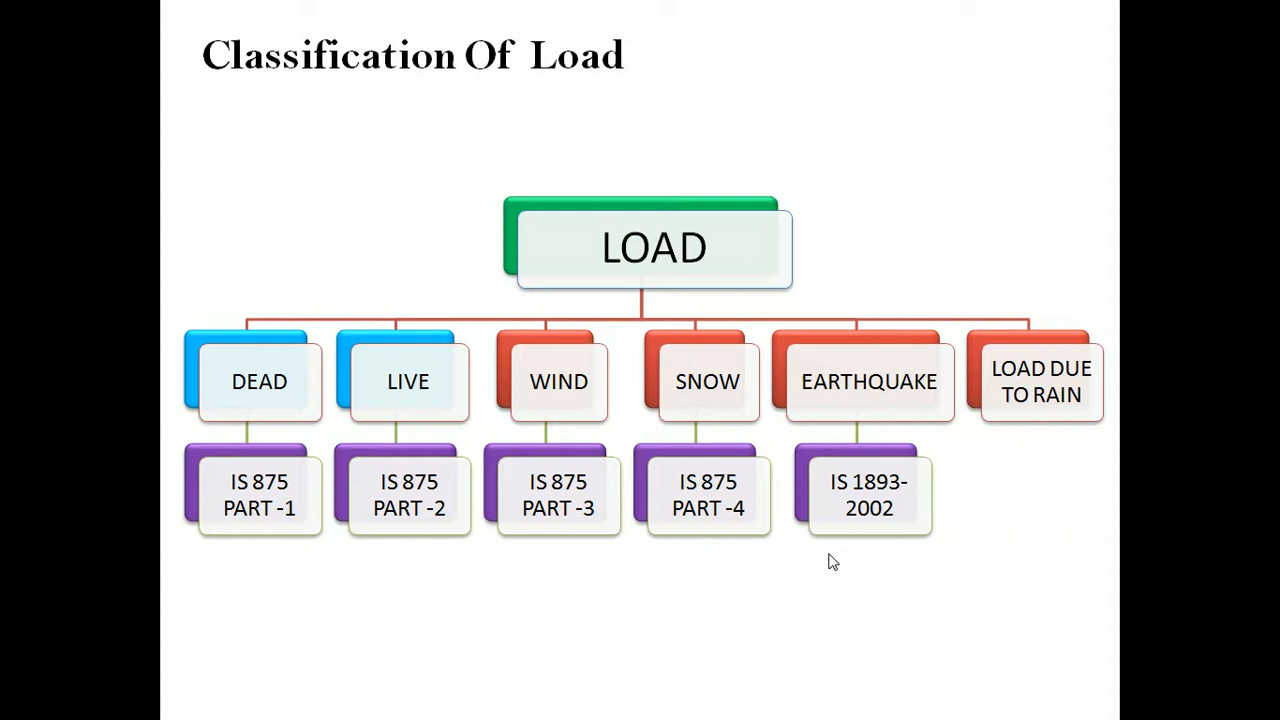 Classification Of Load
LOAD
DEAD
LIVE
WIND
SNOW
EARTHQUAKE
LOAD DUE
TO RAIN
IS 875
PART -1
IS 875
PART -2
IS 875
PART -3
IS 875
PART -4
IS 1893-
2002